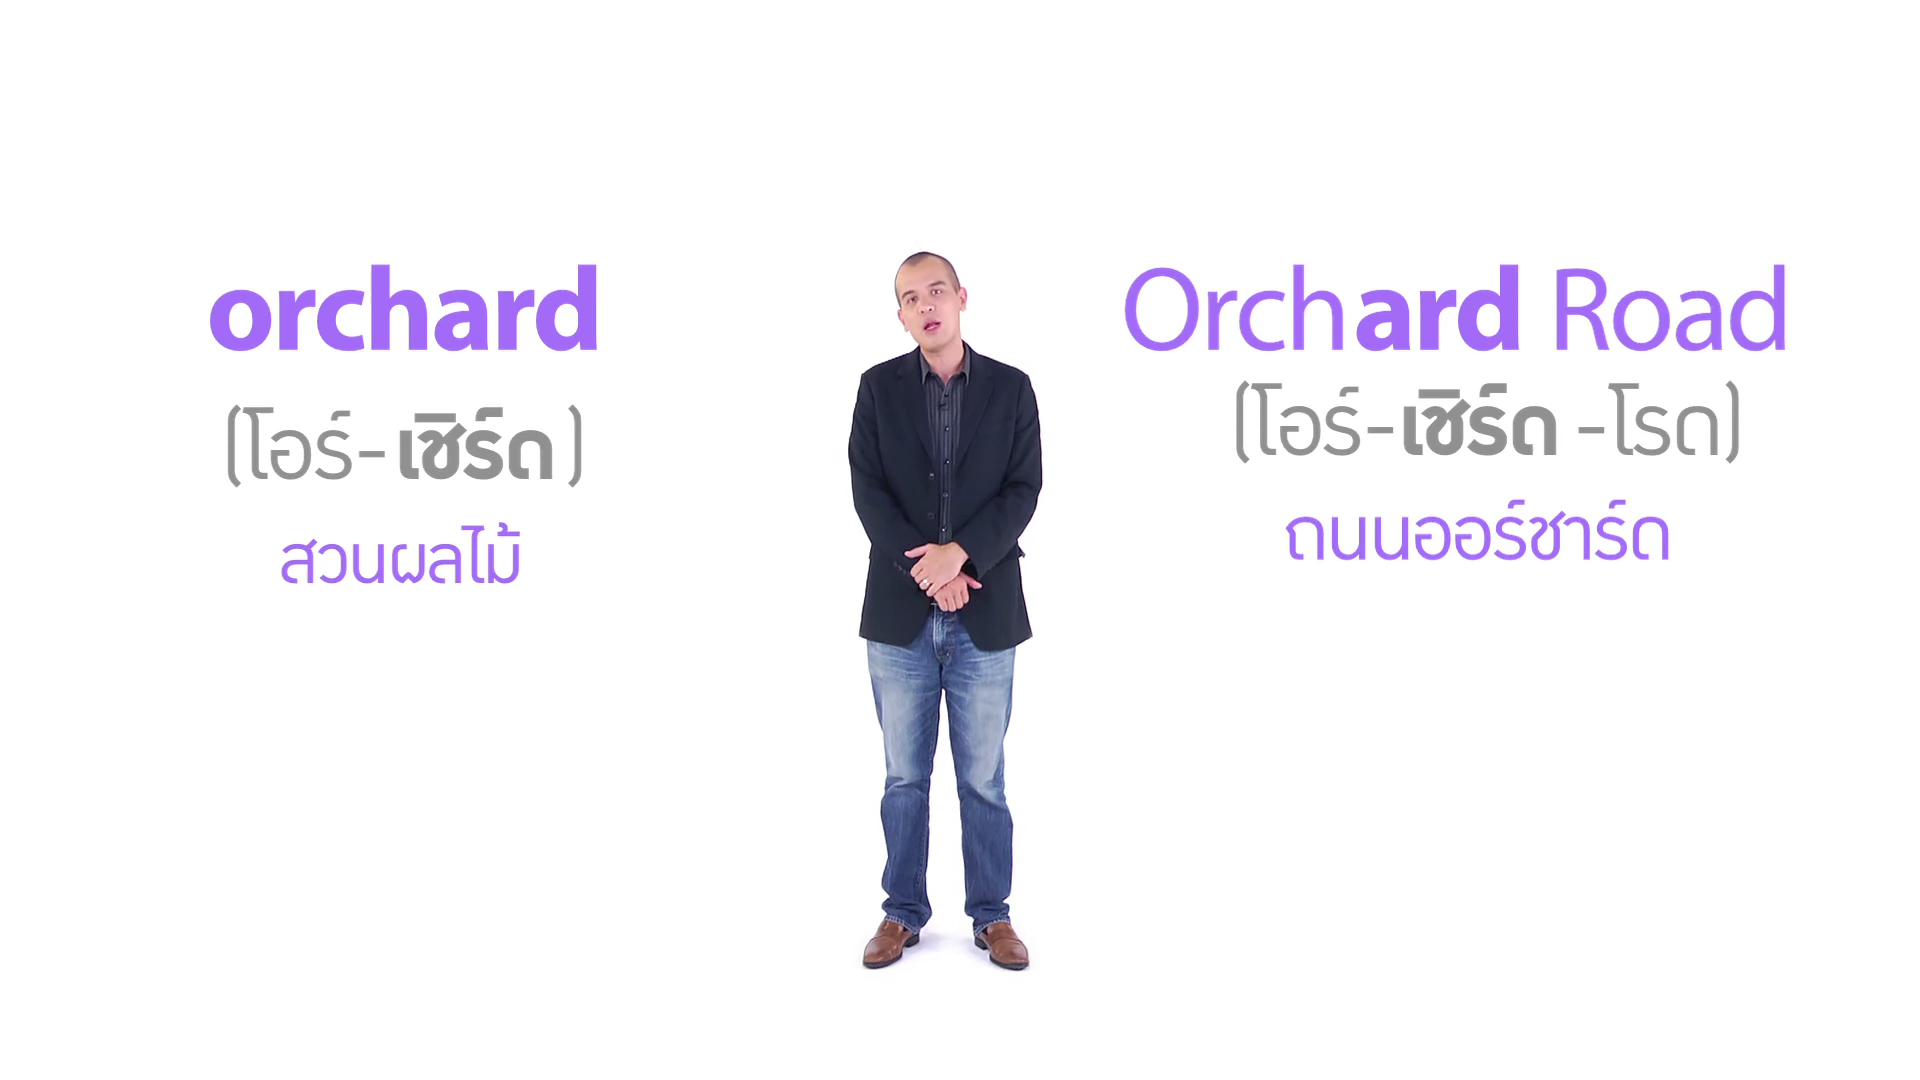 orchard
(โอร์-เชิร์ด)
สวนผลไม้
Orchard Road
(โอร์-เชิร์ด -โรด)
ถนนออร์ชาร์ด